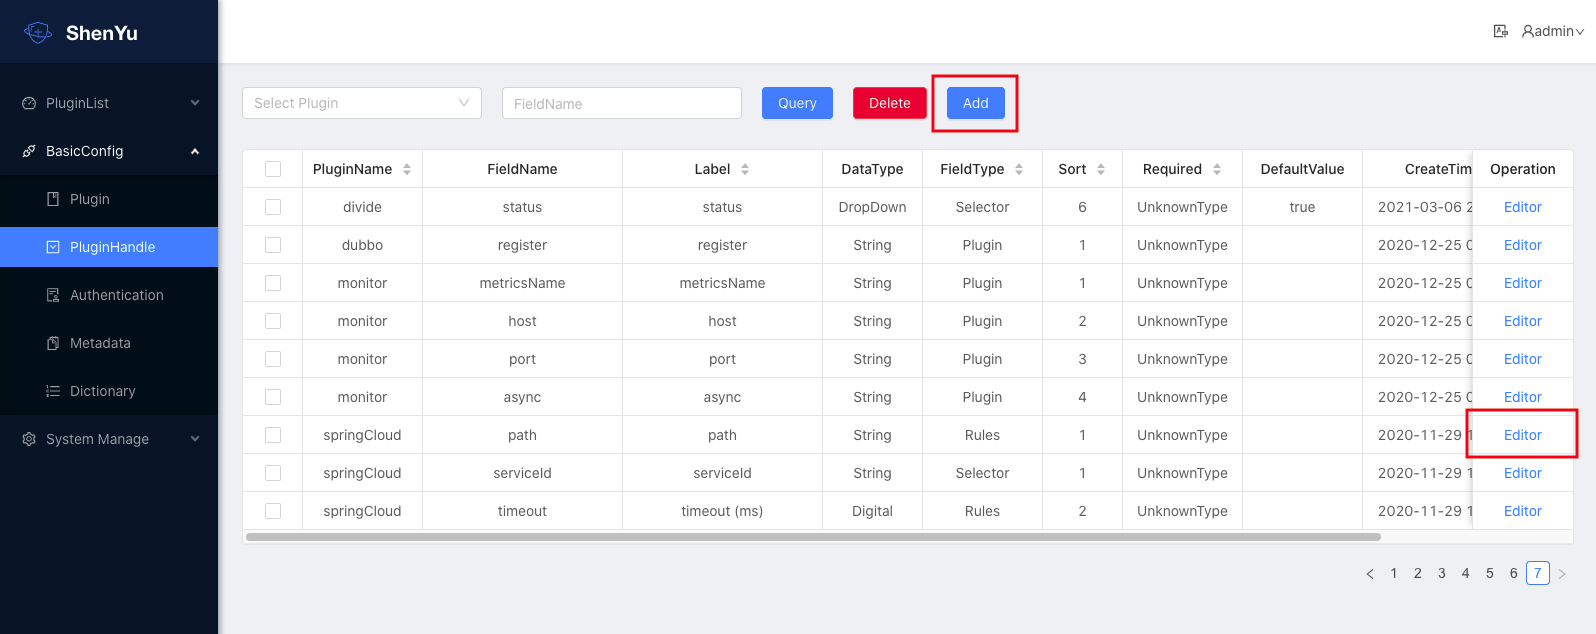 ShenYu
admin
PluginList
BasicConfig
Plugin
PluginHandle
Authentication
Metadata
Dictionary
System Manage
Select Plugin FieldName Query Delete Add
PluginName FieldName Label DataType FieldType Sort Required DefaultValue CreateTim Operation
divide status status DropDown Selector 6 UnknownType true 2021-03-06 2 Editor
dubbo register register String Plugin 1 UnknownType 2020-12-25 0 Editor
monitor metricsName metricsName String Plugin 1 UnknownType 2020-12-25 0 Editor
monitor host host String Plugin 2 UnknownType 2020-12-25 0 Editor
monitor port port String Plugin 3 UnknownType 2020-12-25 0 Editor
monitor async async String Plugin 4 UnknownType 2020-12-25 0 Editor
springCloud path path String Rules 1 UnknownType 2020-11-29 1 Editor
springCloud serviceId serviceId String Selector 1 UnknownType 2020-11-29 1 Editor
springCloud timeout timeout (ms) Digital Rules 2 UnknownType 2020-11-29 1 Editor
1 2 3 4 5 6 7